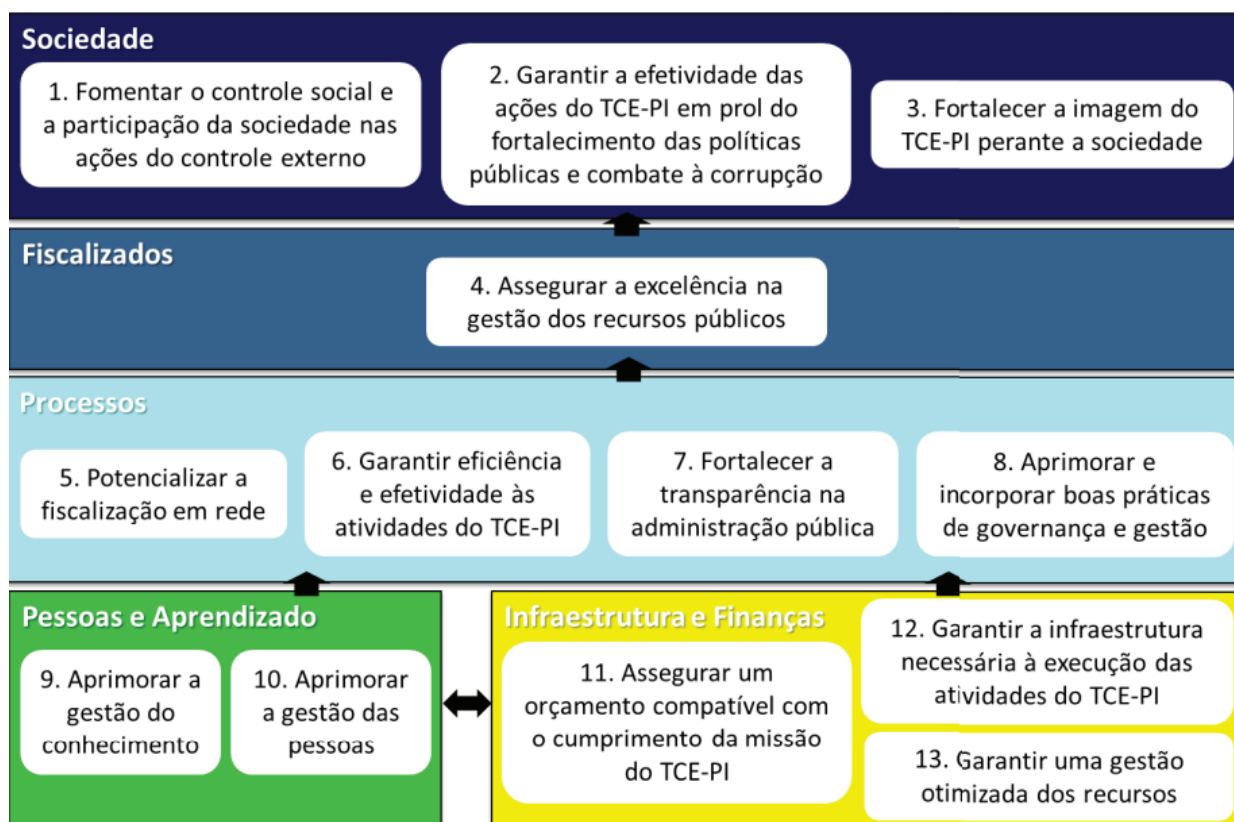 Sociedade
1. Fomentar o controle social e
a participação da sociedade nas
ações do controle externo
2. Garantir a efetividade das
ações do TCE-PI em prol do
fortalecimento das políticas
públicas e combate à corrupção
3. Fortalecer a imagem do
TCE-PI perante a sociedade
Fiscalizados
4. Assegurar a excelência na
gestão dos recursos públicos
Processos
5. Potencializar a
fiscalização em rede
6. Garantir eficiência
e efetividade às
atividades do TCE-PI
7. Fortalecer a
transparência na
administração pública
8. Aprimorar e
incorporar boas práticas
de governança e gestão
Pessoas e Aprendizado
9. Aprimorar a
gestão do
conhecimento
10. Aprimorar
a gestão das
pessoas
Infraestrutura e Finanças
11. Assegurar um
orçamento compatível com
o cumprimento da missão
do TCE-PI
12. Garantir a infraestrutura
necessária à execução das
atividades do TCE-PI
13. Garantir uma gestão
otimizada dos recursos